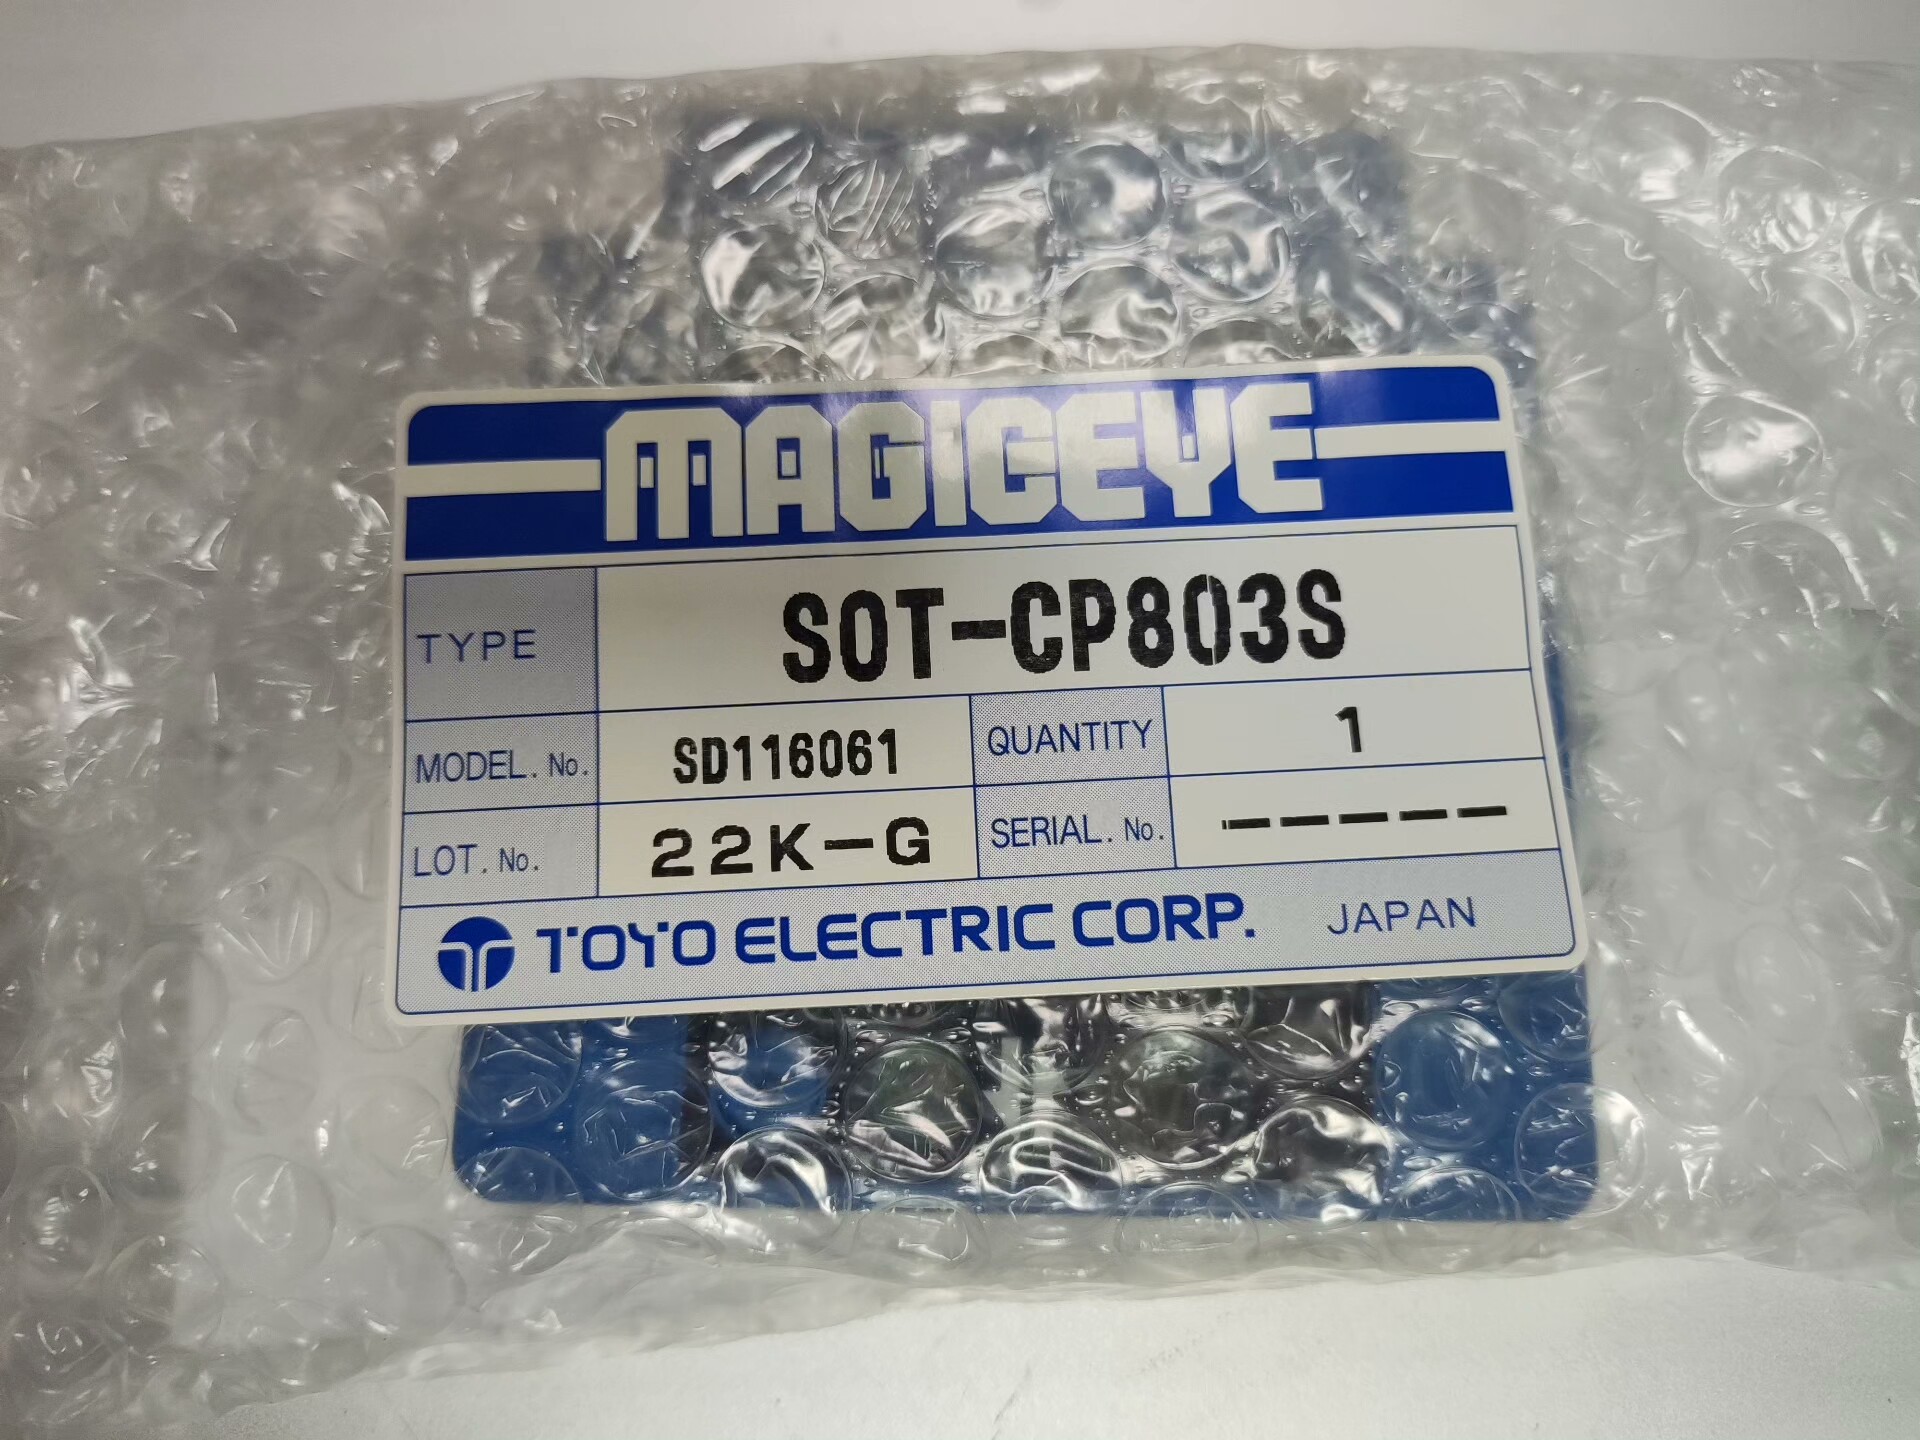 MAGICEYE
TYPE SOT-CP803S
MODEL. No. SD116061 QUANTITY 1
LOT. No. 22K-G SERIAL. No. -----
TOYO ELECTRIC CORP. JAPAN